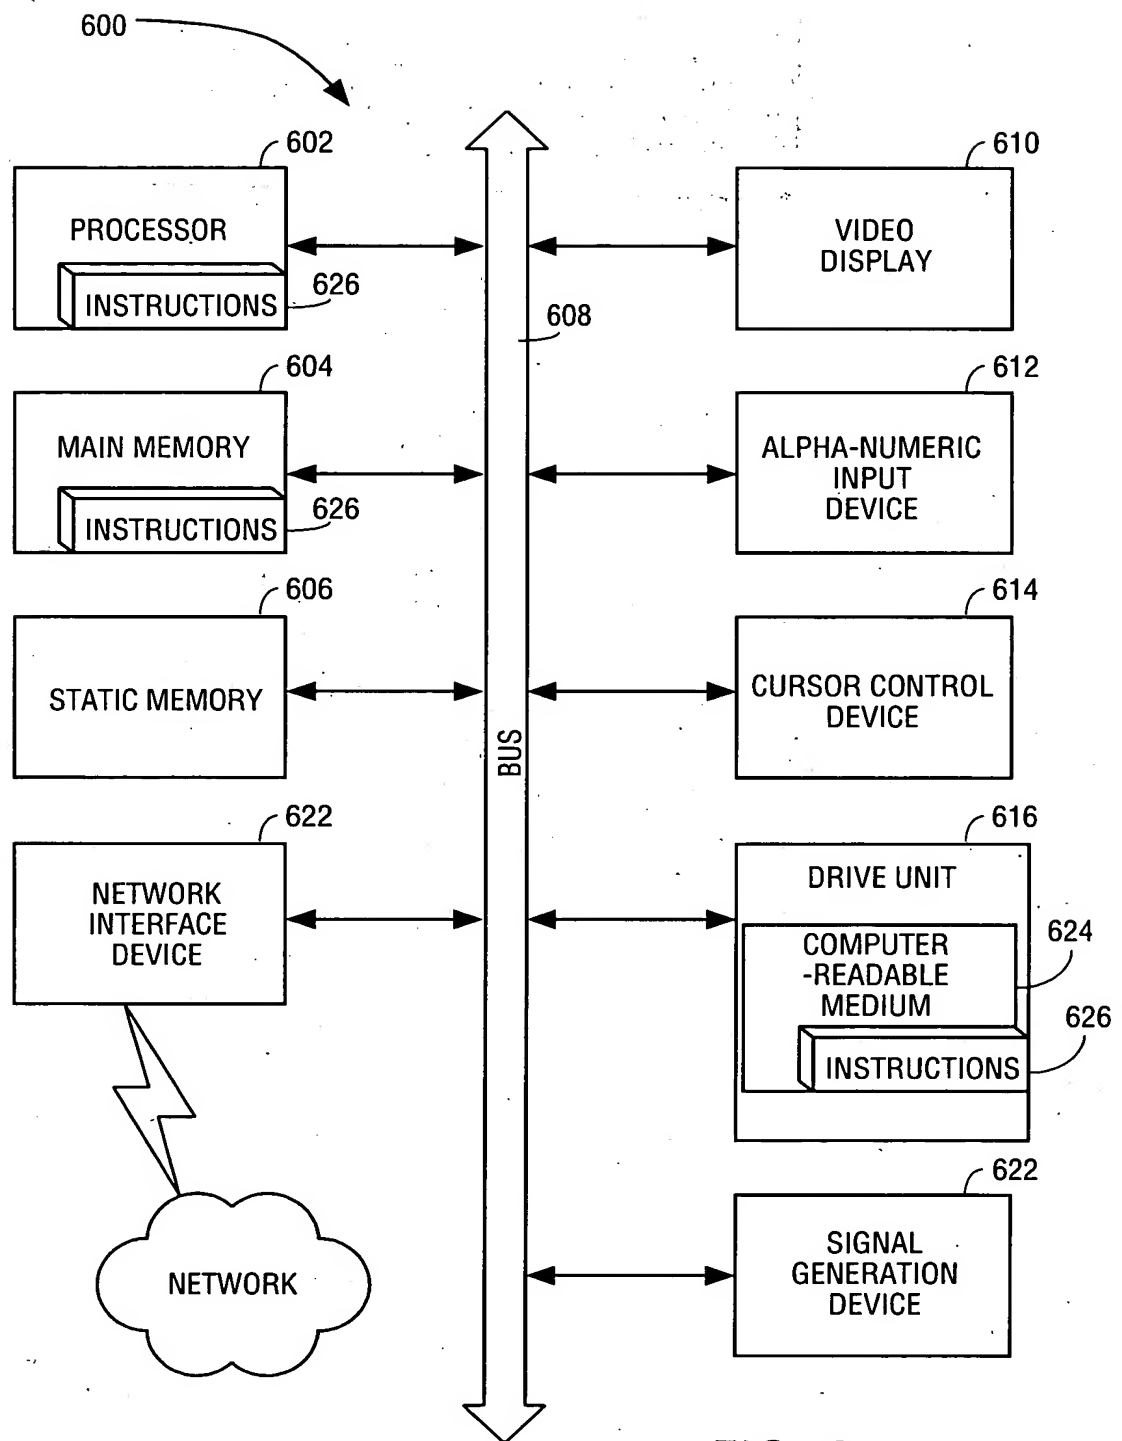 600
602
PROCESSOR
INSTRUCTIONS
626
604
MAIN MEMORY
INSTRUCTIONS
626
606
STATIC MEMORY
622
NETWORK
INTERFACE
DEVICE
NETWORK
608
BUS
610
VIDEO
DISPLAY
612
ALPHA-NUMERIC
INPUT
DEVICE
614
CURSOR CONTROL
DEVICE
616
DRIVE UNIT
624
COMPUTER
-READABLE
MEDIUM
626
INSTRUCTIONS
622
SIGNAL
GENERATION
DEVICE